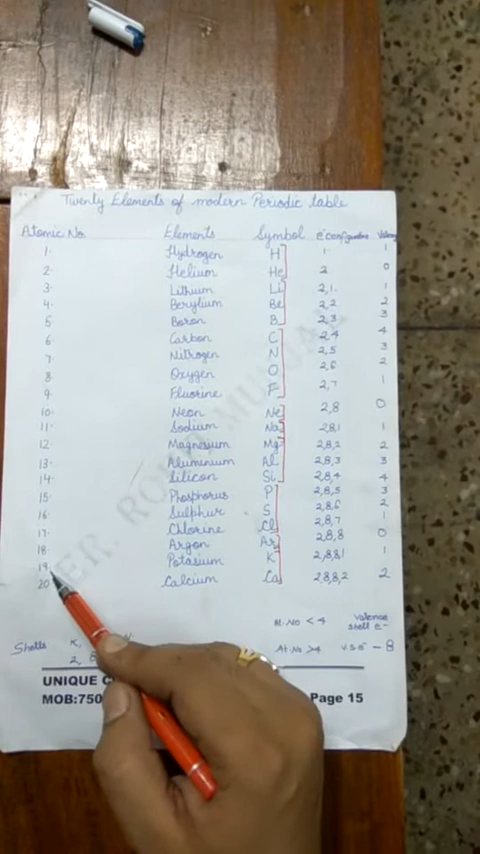 Twenty Elements of modern Periodic table
Atomic No. Elements Symbol e⁻configuration Valency
1. Hydrogen H 1 1
2. Helium He 2 0
3. Lithium Li 2,1. 1
4. Berylium Be 2,2 2
5 Boron B 2,3 3
6. Carbon C 2,4 4
7. Nitrogen N 2,5 3
8. Oxygen O 2,6 2
9. Fluorine F 2,7 1
10. Neon Ne 2,8 0
11. Sodium Na 2,8,1 1
12. Magnesium Mg 2,8,2 2
13. Aluminium Al 2,8,3 3
14. Silicon Si 2,8,4 4
15. Phosphorus P 2,8,5 3
16. Sulphur S 2,8,6 2
17. Chlorine Cl 2,8,7 1
18 Argon Ar 2,8,8 0
19. Potasium K 2,8,8,1 1
20 Calcium Ca 2,8,8,2 2
No < 4 Valence shell e⁻
Shells K, N
2, 8 At.No >4 V.S.e⁻ - 8
UNIQUE
MOB:750 Page 15
ER. ROHIT